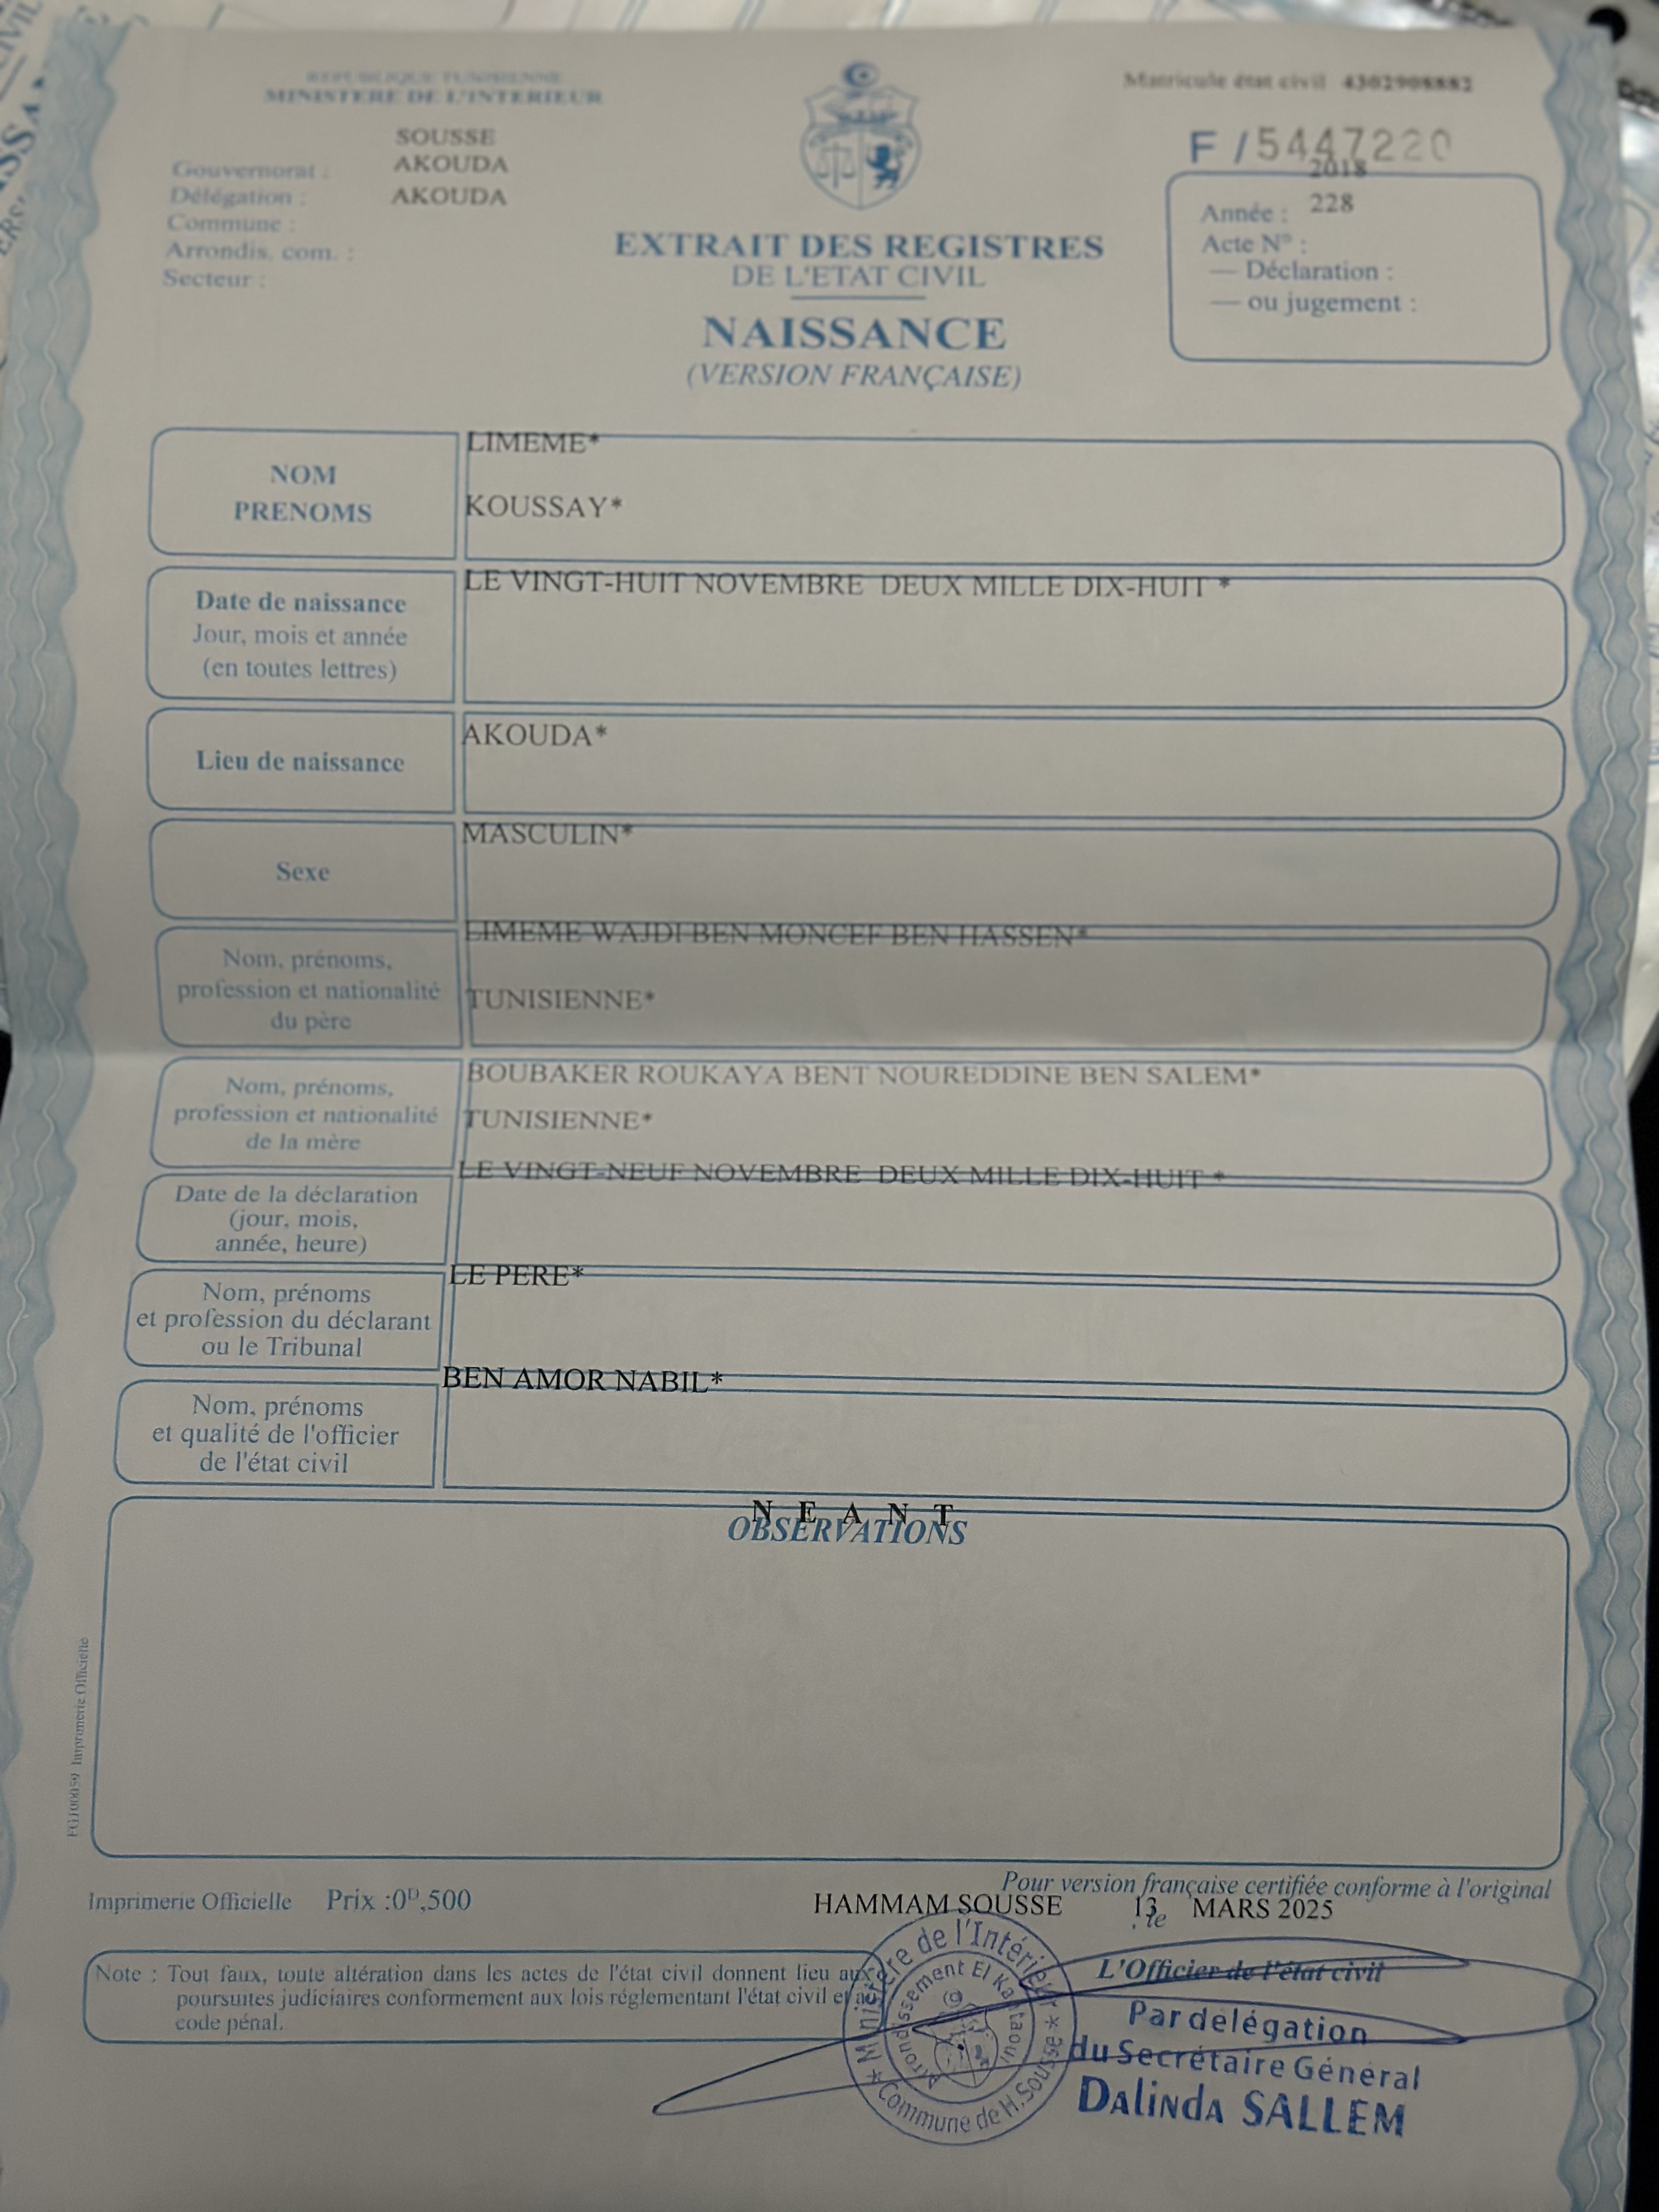 REPUBLIQUE TUNISIENNE
MINISTERE DE L'INTERIEUR
Matricule état civil 4302908882
SOUSSE
Gouvernorat :
AKOUDA
Délégation :
AKOUDA
Commune :
Arrondis. com. :
Secteur :
F / 5447220
2018
Année : 228
Acte N° :
— Déclaration :
— ou jugement :
EXTRAIT DES REGISTRES
DE L'ETAT CIVIL
NAISSANCE
(VERSION FRANÇAISE)
NOM
PRENOMS
LIMEME*
KOUSSAY*
Date de naissance
Jour, mois et année
(en toutes lettres)
LE VINGT-HUIT NOVEMBRE DEUX MILLE DIX-HUIT *
Lieu de naissance
AKOUDA*
Sexe
MASCULIN*
Nom, prénoms,
profession et nationalité
du père
LIMEME WAJDI BEN MONCEF BEN HASSEN*
TUNISIENNE*
Nom, prénoms,
profession et nationalité
de la mère
BOUBAKER ROUKAYA BENT NOUREDDINE BEN SALEM*
TUNISIENNE*
Date de la déclaration
(jour, mois,
année, heure)
LE VINGT-NEUF NOVEMBRE DEUX MILLE DIX-HUIT *
Nom, prénoms
et profession du déclarant
ou le Tribunal
LE PERE*
Nom, prénoms
et qualité de l'officier
de l'état civil
BEN AMOR NABIL*
N E A N T
OBSERVATIONS
Imprimerie Officielle
Imprimerie Officielle Prix :0ᴰ,500
Pour version française certifiée conforme à l'original
HAMMAM SOUSSE 13 MARS 2025
, le
Note : Tout faux, toute altération dans les actes de l'état civil donnent lieu aux
poursuites judiciaires conformement aux lois réglementant l'état civil et au
code pénal.
L'Officier de l'état civil
Par délégation
du Secrétaire Général
Dalinda SALLEM
* Ministère de l'Intérieur *
Commune de H.Sousse
Arrondissement El Kantaoui